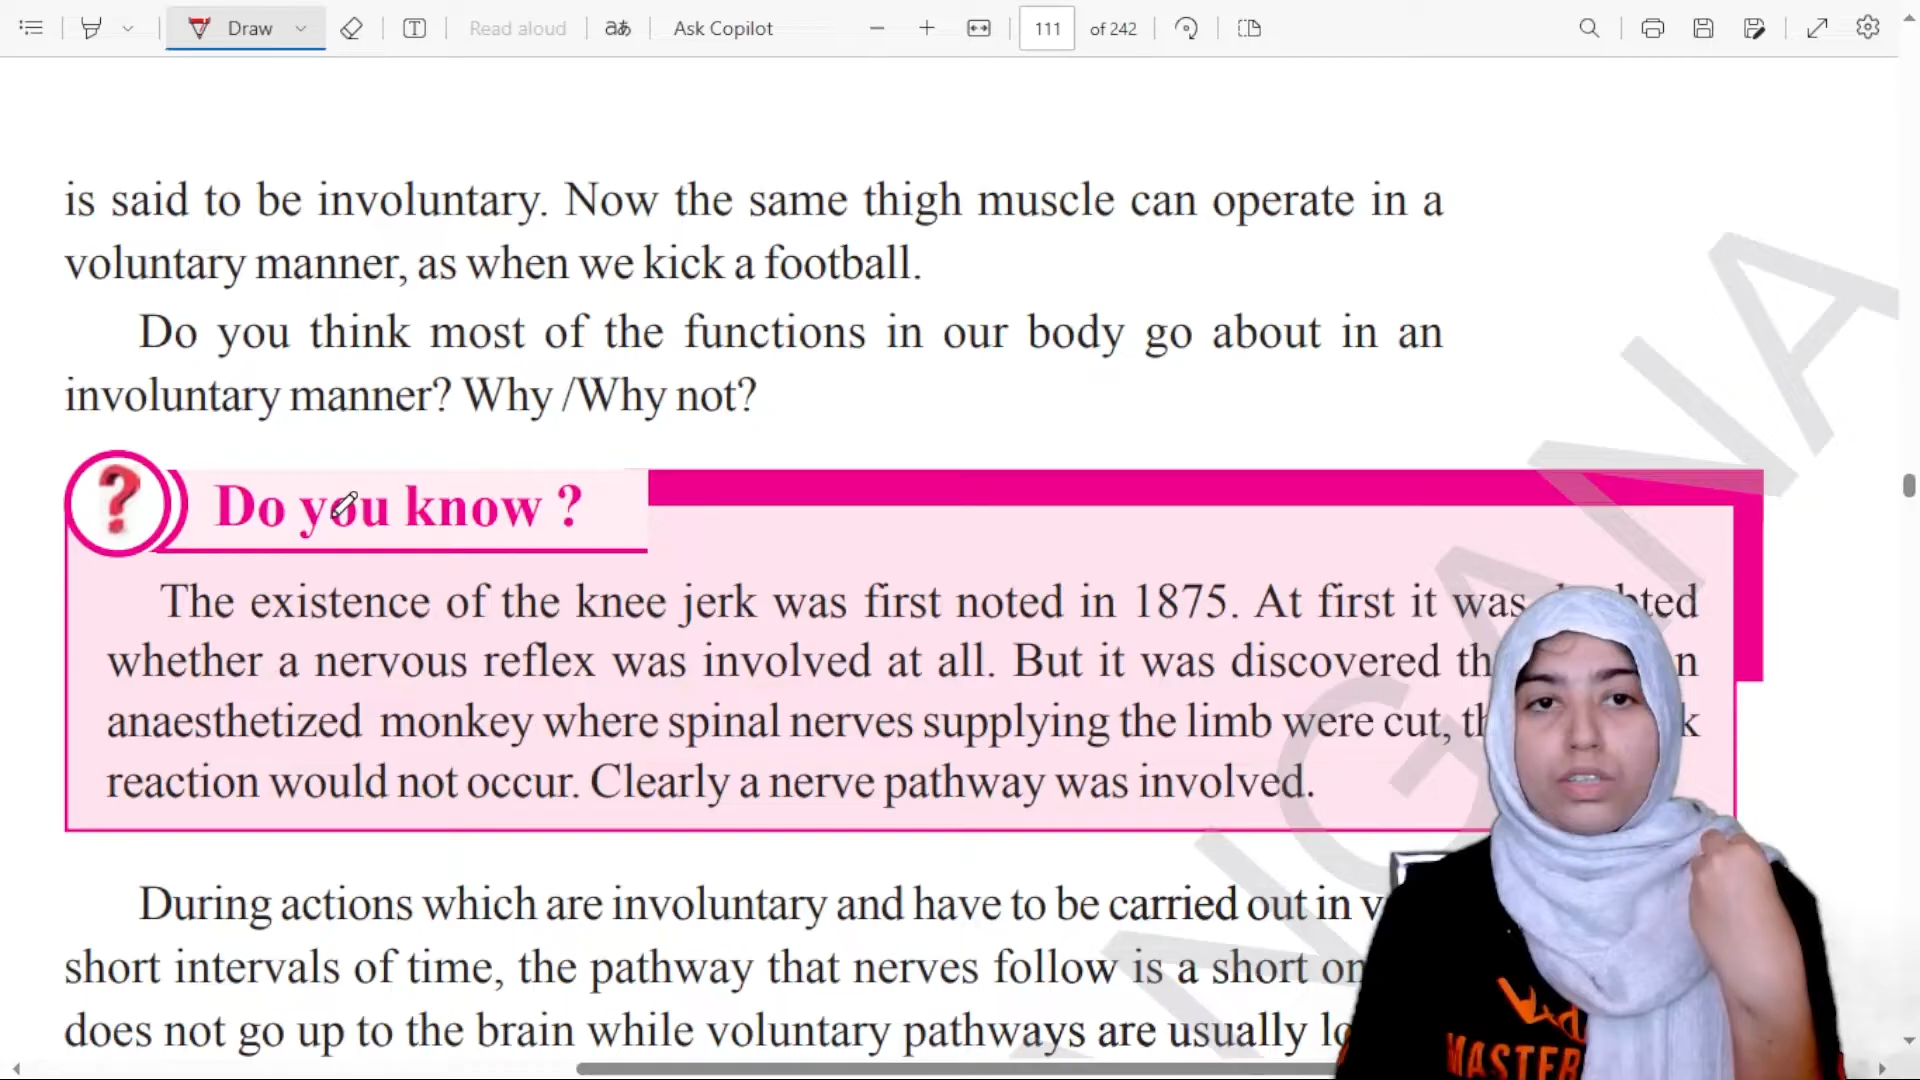 Draw
Read aloud
aあ
Ask Copilot
111
of 242
is said to be involuntary. Now the same thigh muscle can operate in a
voluntary manner, as when we kick a football.
Do you think most of the functions in our body go about in an
involuntary manner? Why /Why not?
? Do you know ?
The existence of the knee jerk was first noted in 1875. At first it was
whether a nervous reflex was involved at all. But it was discovered
anaesthetized monkey where spinal nerves supplying the limb were cut,
reaction would not occur. Clearly a nerve pathway was involved.
During actions which are involuntary and have to be carried out in
short intervals of time, the pathway that nerves follow is a short
does not go up to the brain while voluntary pathways are usually
NGANA
MASTER